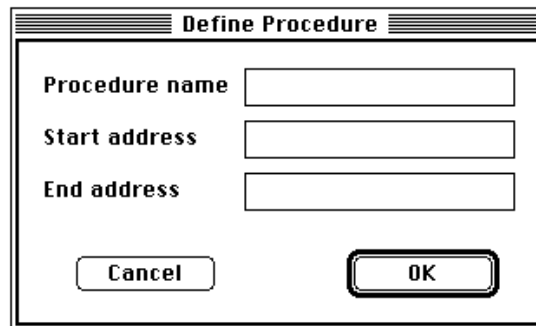 Define Procedure
Procedure name
Start address
End address
Cancel OK